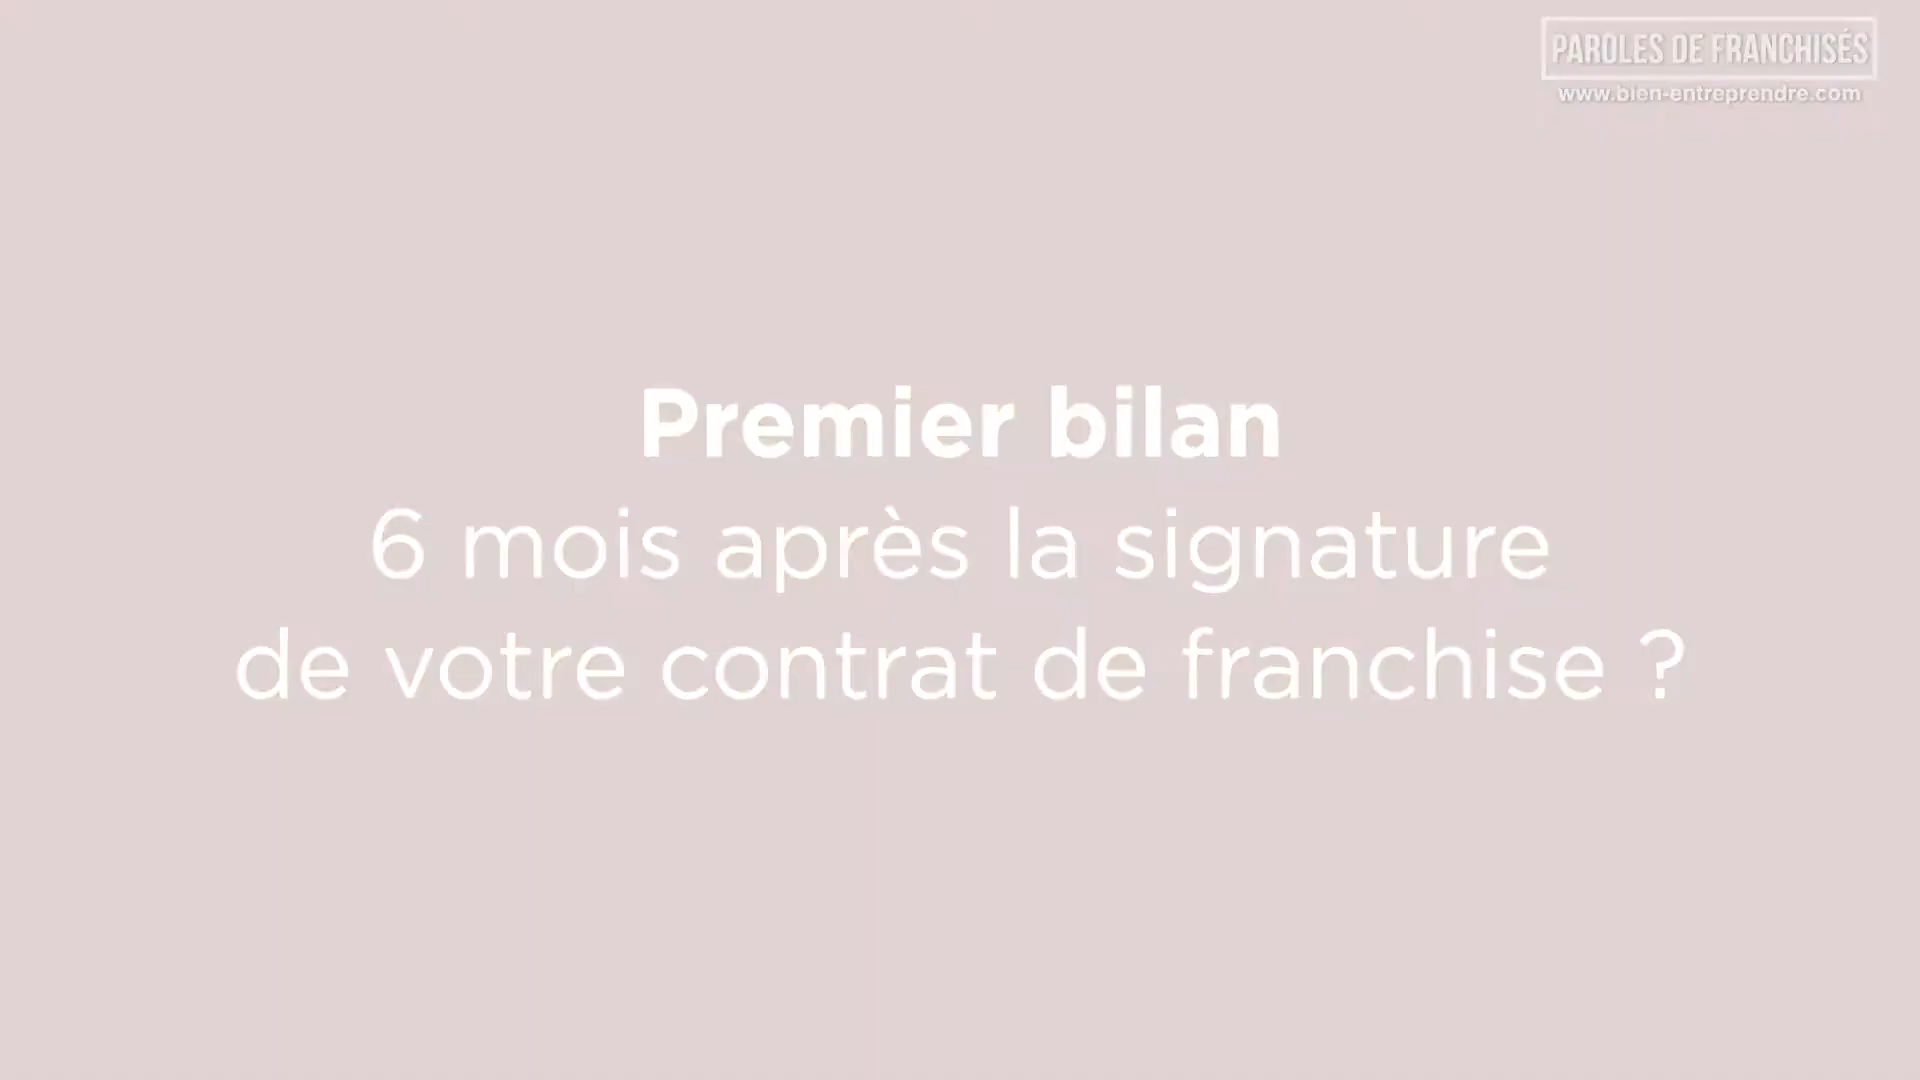 PAROLES DE FRANCHISÉS
www.bien-entreprendre.com
Premier bilan
6 mois après la signature
de votre contrat de franchise ?